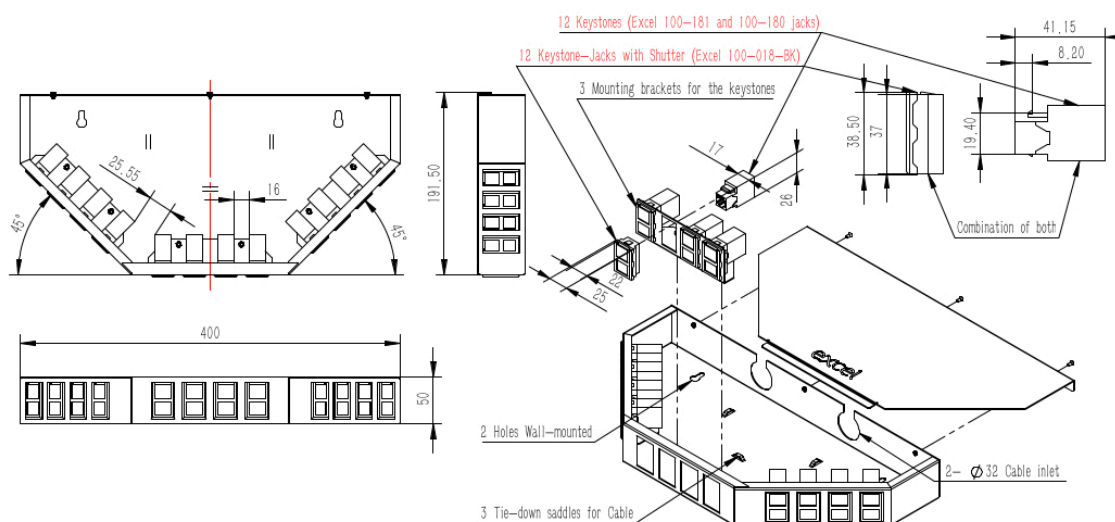 12 Keystones (Excel 100-181 and 100-180 jacks)
12 Keystone-Jacks with Shutter (Excel 100-018-BK)
3 Mounting brackets for the keystones
41.15
8.20
38.50
37
19.40
17
26
Combination of both
22
25
25.55
16
45°
45°
191.50
400
50
excel
2 Holes Wall-mounted
2- Ø32 Cable inlet
3 Tie-down saddles for Cable